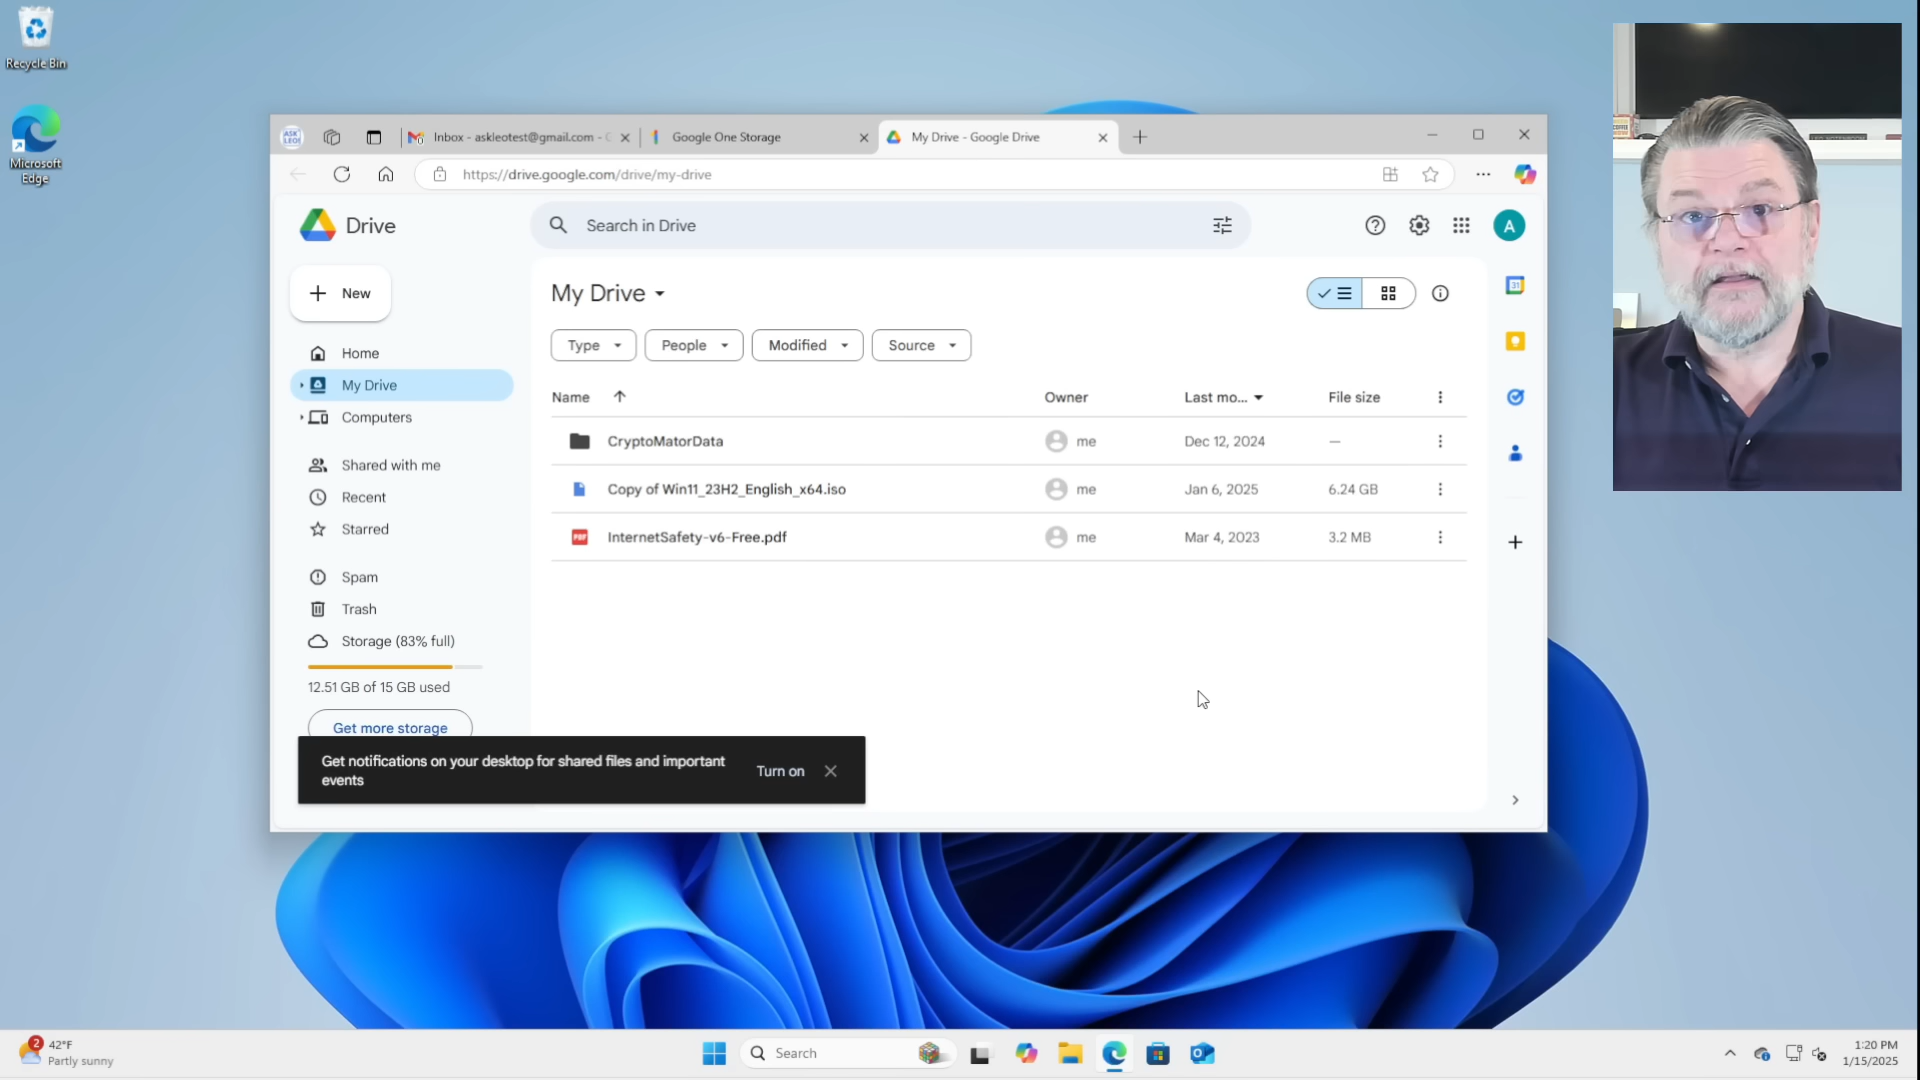 Recycle Bin
Microsoft
Edge
ASK
LEO!
Inbox - askleotest@gmail.com -
Google One Storage
My Drive - Google Drive
https://drive.google.com/drive/my-drive
Drive
Search in Drive
A
New
Home
My Drive
Computers
Shared with me
Recent
Starred
Spam
Trash
Storage (83% full)
12.51 GB of 15 GB used
Get more storage
My Drive
Type
People
Modified
Source
Name
Owner
Last mo...
File size
CryptoMatorData
me
Dec 12, 2024
—
Copy of Win11_23H2_English_x64.iso
me
Jan 6, 2025
6.24 GB
PDF
InternetSafety-v6-Free.pdf
me
Mar 4, 2023
3.2 MB
31
Get notifications on your desktop for shared files and important
events
Turn on
2
42°F
Partly sunny
Search
1:20 PM
1/15/2025